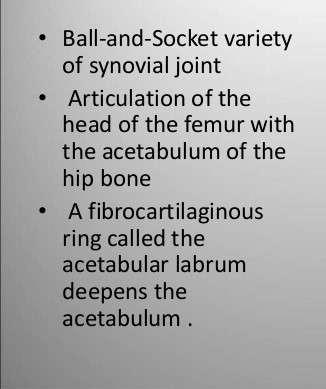 • Ball-and-Socket variety
of synovial joint
• Articulation of the
head of the femur with
the acetabulum of the
hip bone
• A fibrocartilaginous
ring called the
acetabular labrum
deepens the
acetabulum .